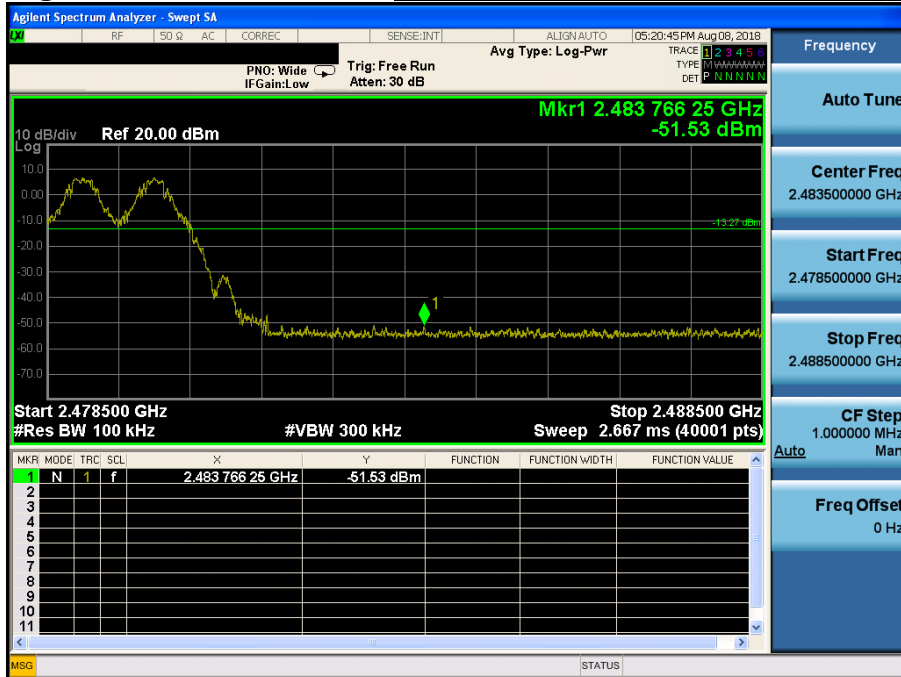 Agilent Spectrum Analyzer - Swept SA
LXI RF 50 Ω AC CORREC SENSE:INT ALIGN AUTO 05:20:45 PM Aug 08, 2018
Avg Type: Log-Pwr
TRACE 1 2 3 4 5 6
TYPE M
DET P N N N N N
PNO: Wide
IFGain:Low
Trig: Free Run
Atten: 30 dB
Mkr1 2.483 766 25 GHz
-51.53 dBm
10 dB/div Ref 20.00 dBm
Log
10.0
0.00
-10.0
-13.27 dBm
-20.0
-30.0
-40.0
1
-50.0
-60.0
-70.0
Start 2.478500 GHz Stop 2.488500 GHz
#Res BW 100 kHz #VBW 300 kHz Sweep 2.667 ms (40001 pts)
MKR MODE TRC SCL X Y FUNCTION FUNCTION WIDTH FUNCTION VALUE
1 N 1 f 2.483 766 25 GHz -51.53 dBm
2
3
4
5
6
7
8
9
10
11
MSG STATUS
Frequency
Auto Tune
Center Freq
2.483500000 GHz
Start Freq
2.478500000 GHz
Stop Freq
2.488500000 GHz
CF Step
1.000000 MHz
Auto Man
Freq Offset
0 Hz